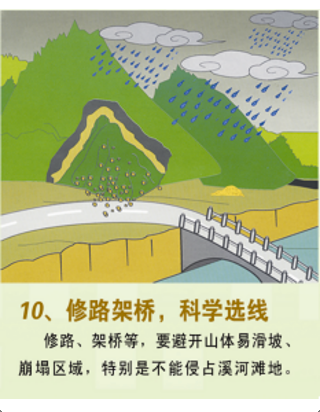 10、修路架桥，科学选线
修路、架桥等，要避开山体易滑坡、
崩塌区域，特别是不能侵占溪河滩地。